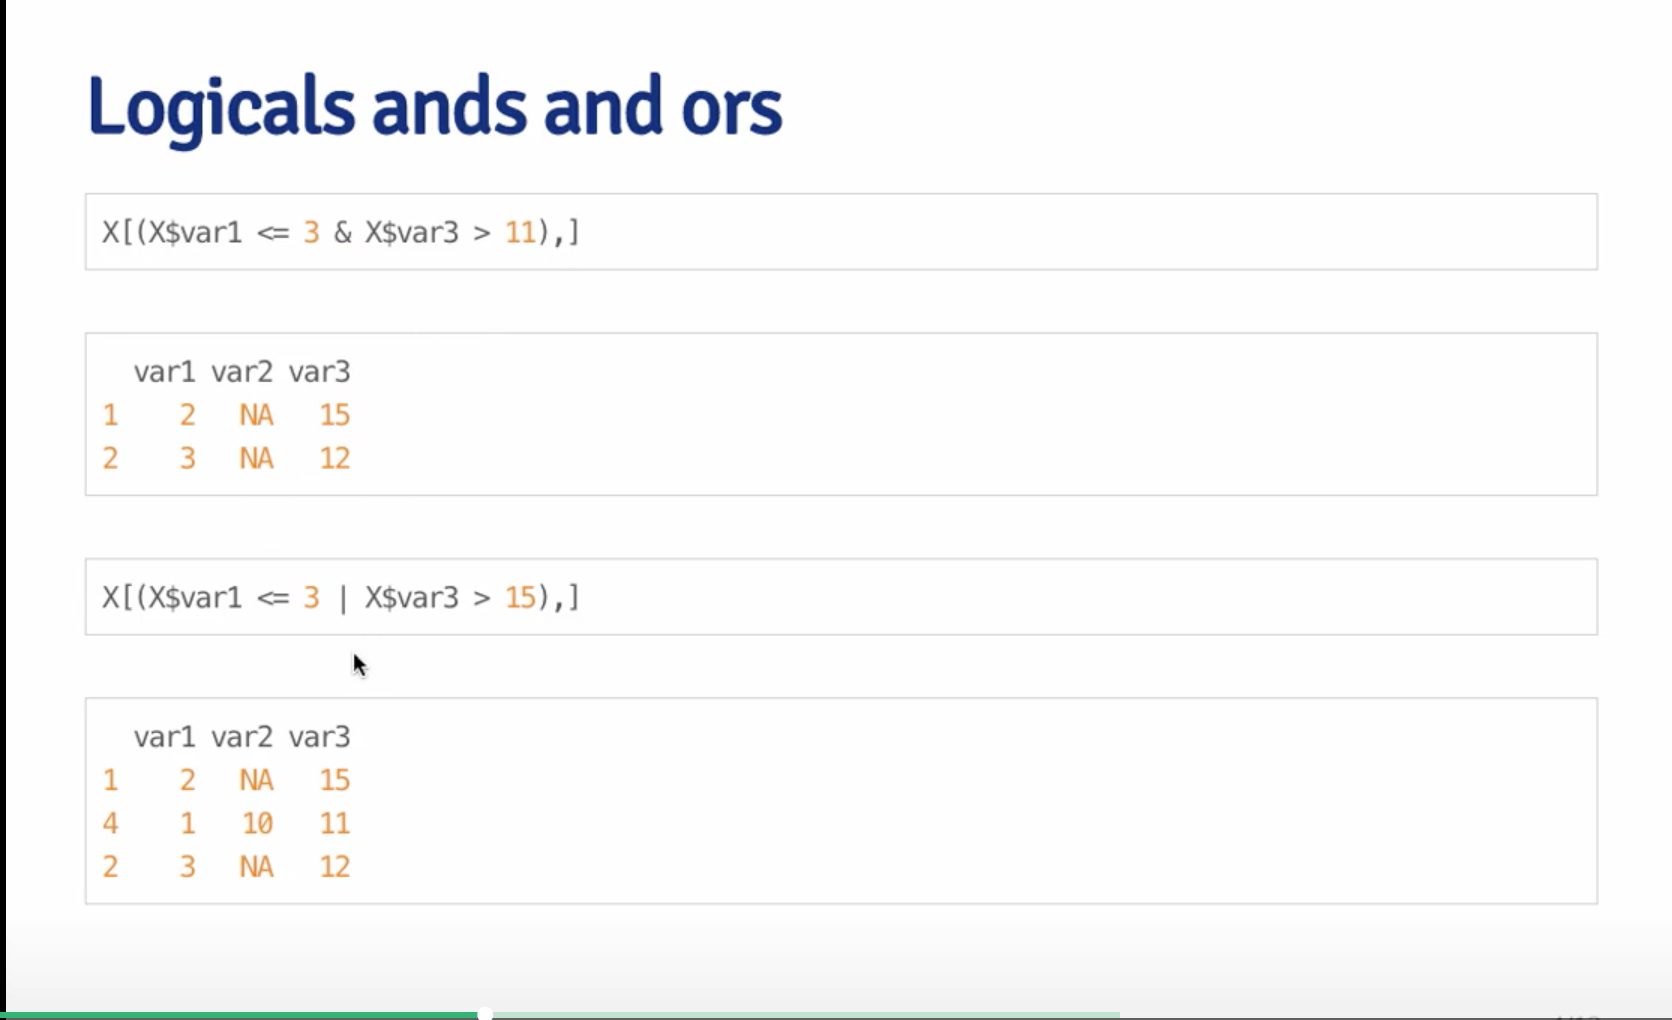 Logicals ands and ors
X[(X$var1 <= 3 & X$var3 > 11),]
  var1 var2 var3
1    2   NA   15
2    3   NA   12
X[(X$var1 <= 3 | X$var3 > 15),]
  var1 var2 var3
1    2   NA   15
4    1   10   11
2    3   NA   12